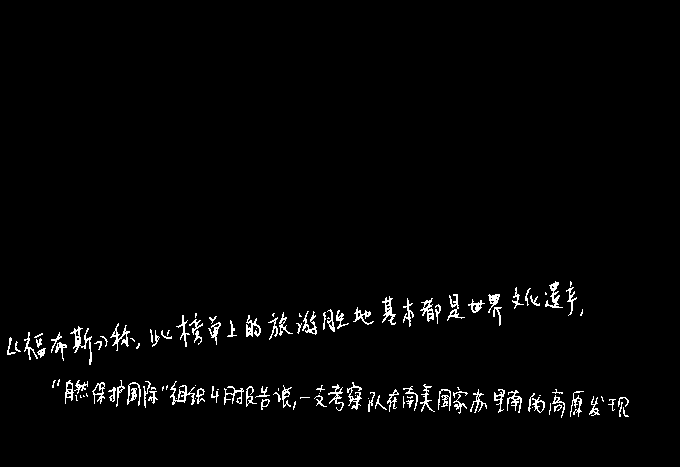 《福布斯》称,此榜单上的旅游胜地基本都是世界文化遗产,
“自然保护国际”组织4月报告说,一支考察队在南美国家苏里南的高原发现